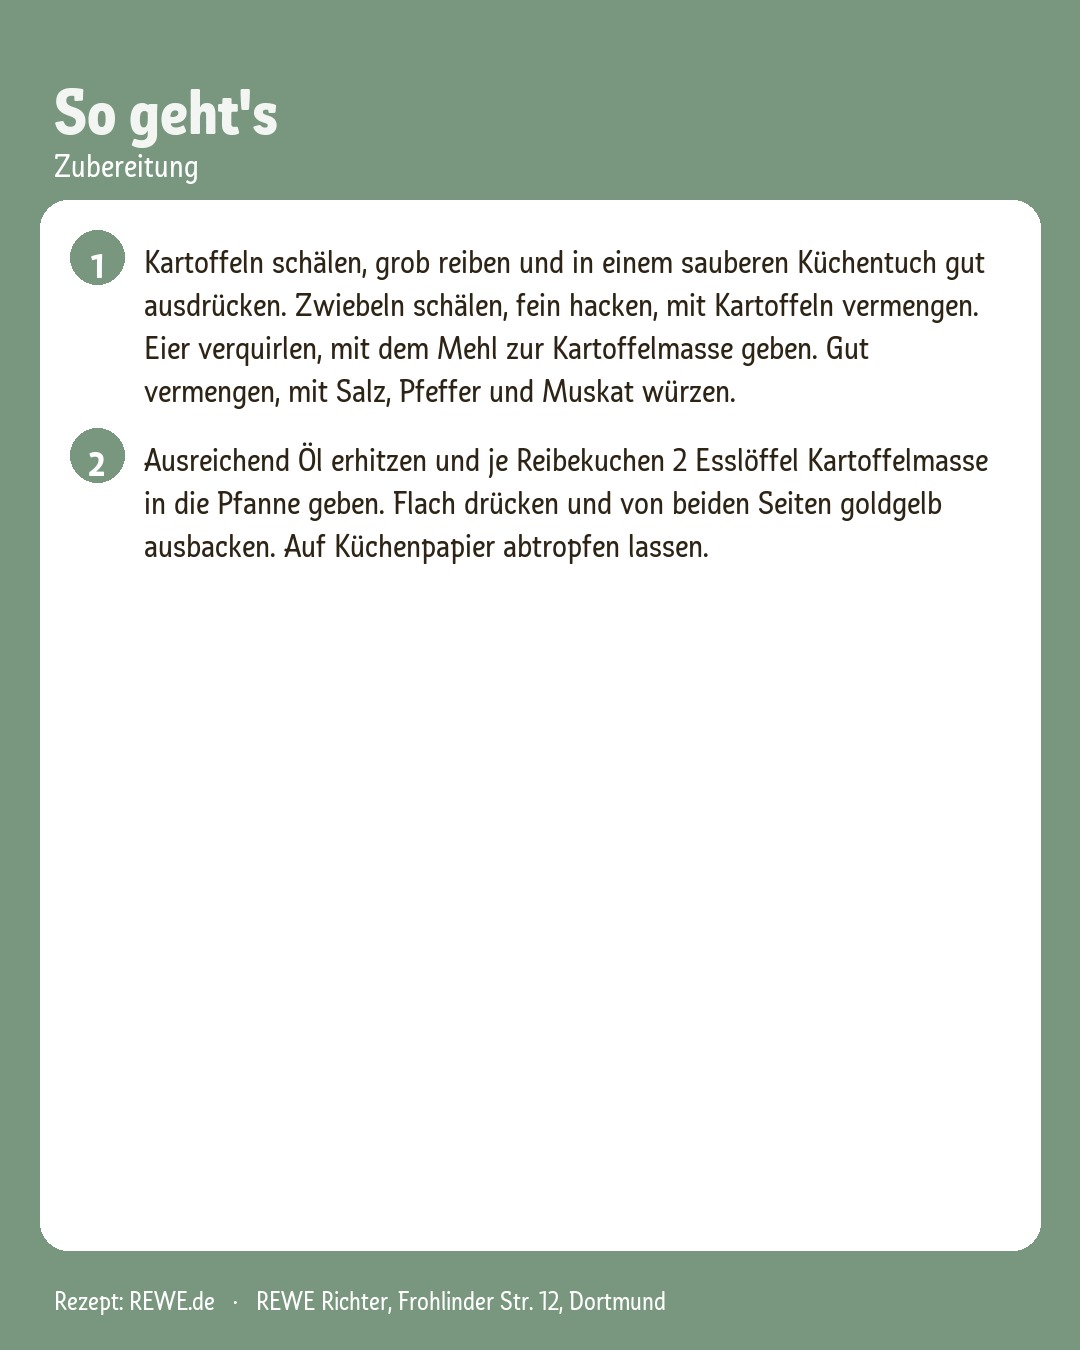 So geht's
Zubereitung
1 Kartoffeln schälen, grob reiben und in einem sauberen Küchentuch gut
ausdrücken. Zwiebeln schälen, fein hacken, mit Kartoffeln vermengen.
Eier verquirlen, mit dem Mehl zur Kartoffelmasse geben. Gut
vermengen, mit Salz, Pfeffer und Muskat würzen.
2 Ausreichend Öl erhitzen und je Reibekuchen 2 Esslöffel Kartoffelmasse
in die Pfanne geben. Flach drücken und von beiden Seiten goldgelb
ausbacken. Auf Küchenpapier abtropfen lassen.
Rezept: REWE.de · REWE Richter, Frohlinder Str. 12, Dortmund